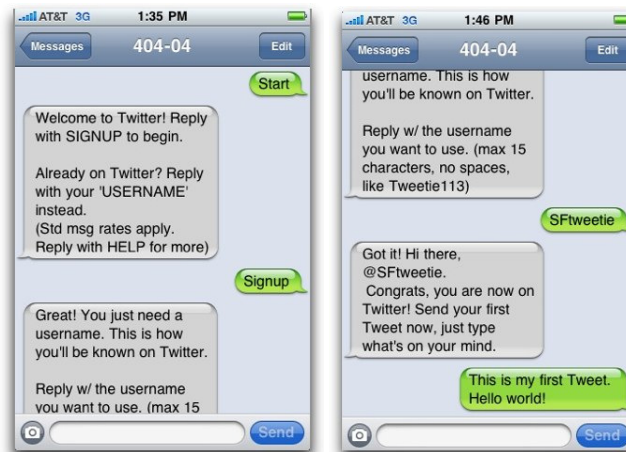 AT&T 3G 1:35 PM
Messages 404-04 Edit
Start
Welcome to Twitter! Reply
with SIGNUP to begin.
Already on Twitter? Reply
with your 'USERNAME'
instead.
(Std msg rates apply.
Reply with HELP for more)
Signup
Great! You just need a
username. This is how
you'll be known on Twitter.
Reply w/ the username
you want to use. (max 15
Send
AT&T 3G 1:46 PM
Messages 404-04 Edit
username. This is how
you'll be known on Twitter.
Reply w/ the username
you want to use. (max 15
characters, no spaces,
like Tweetie113)
SFtweetie
Got it! Hi there,
@SFtweetie.
Congrats, you are now on
Twitter! Send your first
Tweet now, just type
what's on your mind.
This is my first Tweet.
Hello world!
Send